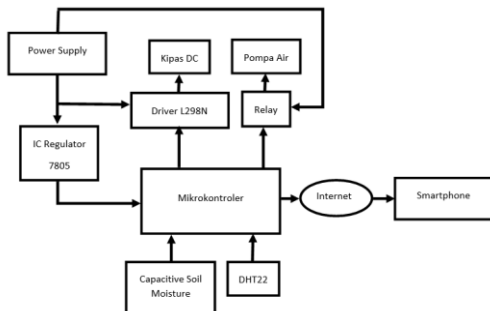 Power Supply
Kipas DC
Pompa Air
Driver L298N
Relay
IC Regulator
7805
Mikrokontroler
Internet
Smartphone
Capacitive Soil
Moisture
DHT22